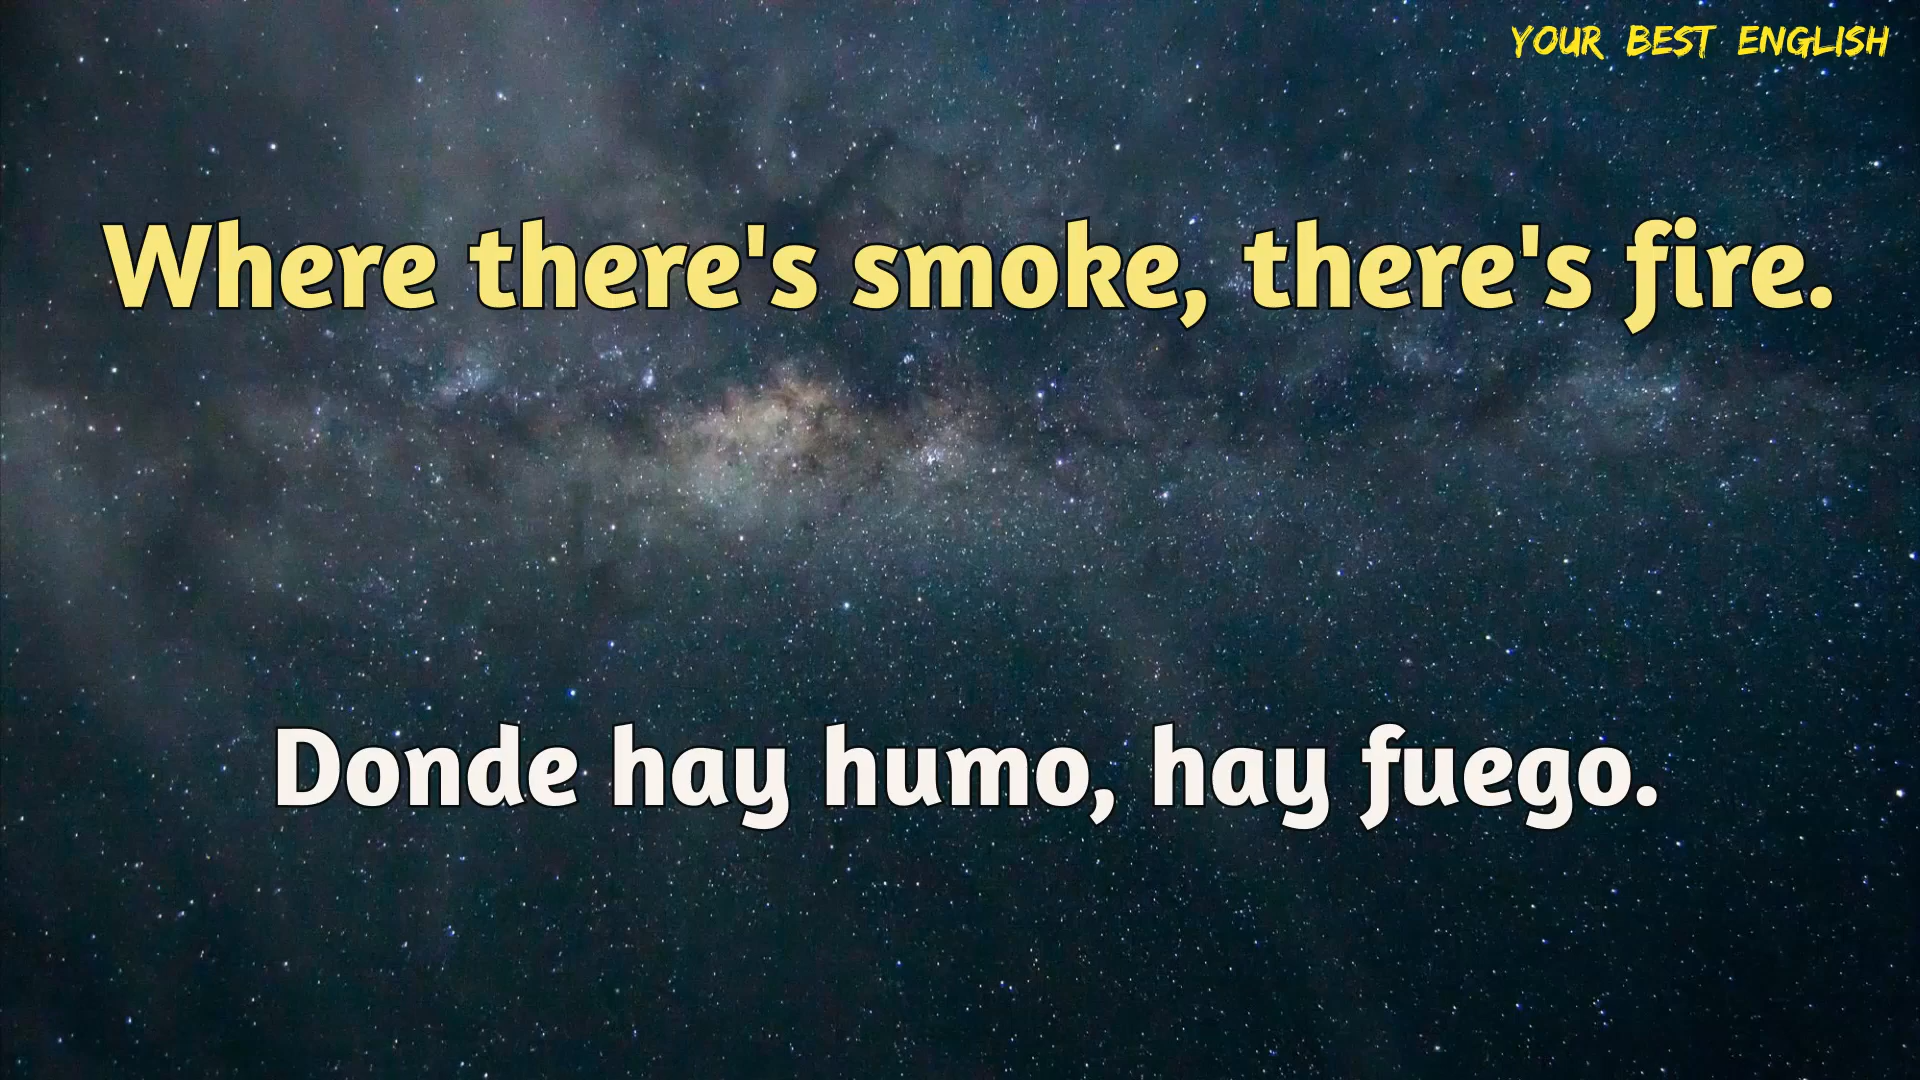 YOUR BEST ENGLISH
Where there's smoke, there's fire.
Donde hay humo, hay fuego.